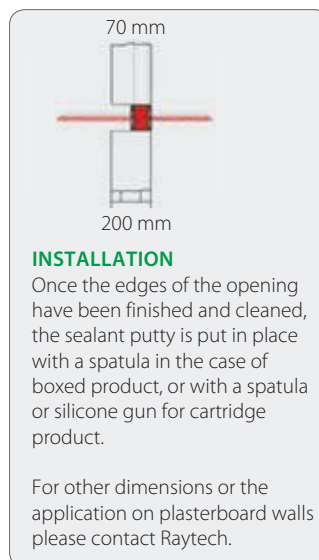 70 mm
200 mm
INSTALLATION
Once the edges of the opening
have been finished and cleaned,
the sealant putty is put in place
with a spatula in the case of
boxed product, or with a spatula
or silicone gun for cartridge
product.
For other dimensions or the
application on plasterboard walls
please contact Raytech.